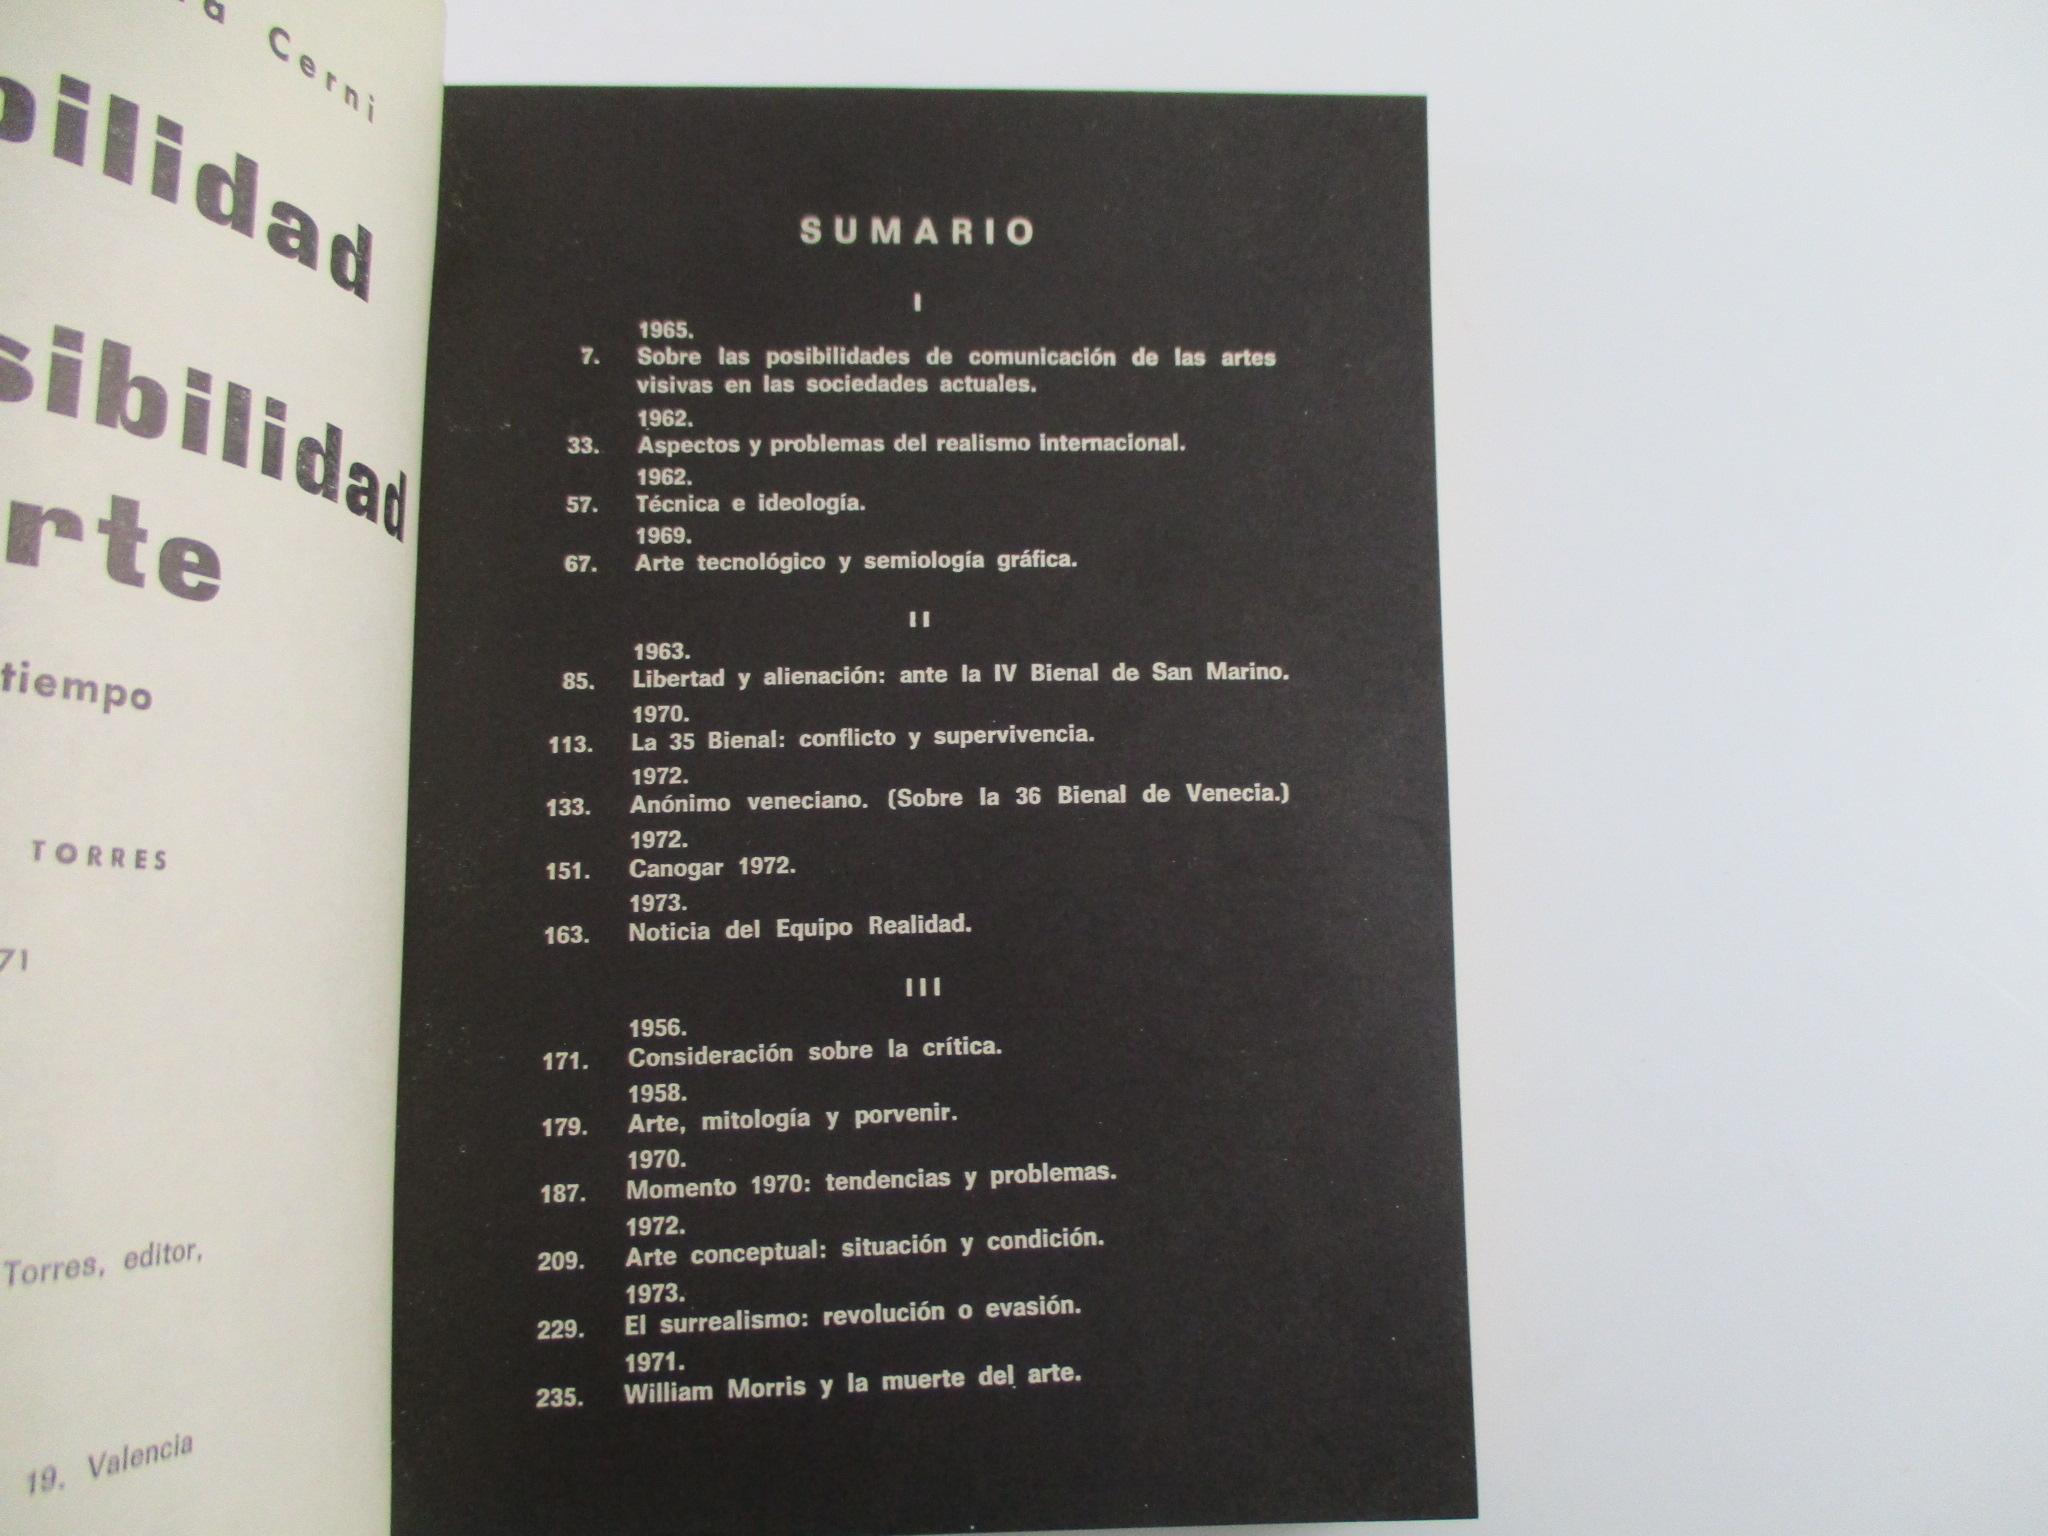 Cerni
tiempo
TORRES
71
Torres, editor,
19. Valencia
SUMARIO
I
1965.
7. Sobre las posibilidades de comunicación de las artes
visivas en las sociedades actuales.
1962.
33. Aspectos y problemas del realismo internacional.
1962.
57. Técnica e ideología.
1969.
67. Arte tecnológico y semiología gráfica.
II
1963.
85. Libertad y alienación: ante la IV Bienal de San Marino.
1970.
113. La 35 Bienal: conflicto y supervivencia.
1972.
133. Anónimo veneciano. (Sobre la 36 Bienal de Venecia.)
1972.
151. Canogar 1972.
1973.
163. Noticia del Equipo Realidad.
III
1956.
171. Consideración sobre la crítica.
1958.
179. Arte, mitología y porvenir.
1970.
187. Momento 1970: tendencias y problemas.
1972.
209. Arte conceptual: situación y condición.
1973.
229. El surrealismo: revolución o evasión.
1971.
235. William Morris y la muerte del arte.